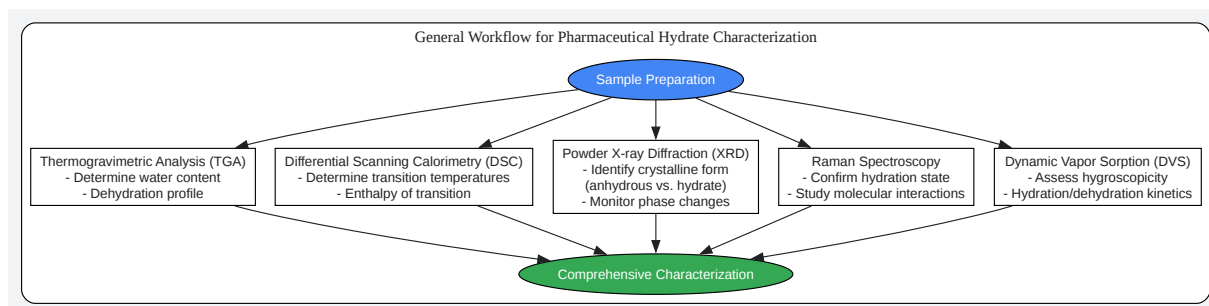 General Workflow for Pharmaceutical Hydrate Characterization
Sample Preparation
Thermogravimetric Analysis (TGA)
- Determine water content
- Dehydration profile
Differential Scanning Calorimetry (DSC)
- Determine transition temperatures
- Enthalpy of transition
Powder X-ray Diffraction (XRD)
- Identify crystalline form
(anhydrous vs. hydrate)
- Monitor phase changes
Raman Spectroscopy
- Confirm hydration state
- Study molecular interactions
Dynamic Vapor Sorption (DVS)
- Assess hygroscopicity
- Hydration/dehydration kinetics
Comprehensive Characterization